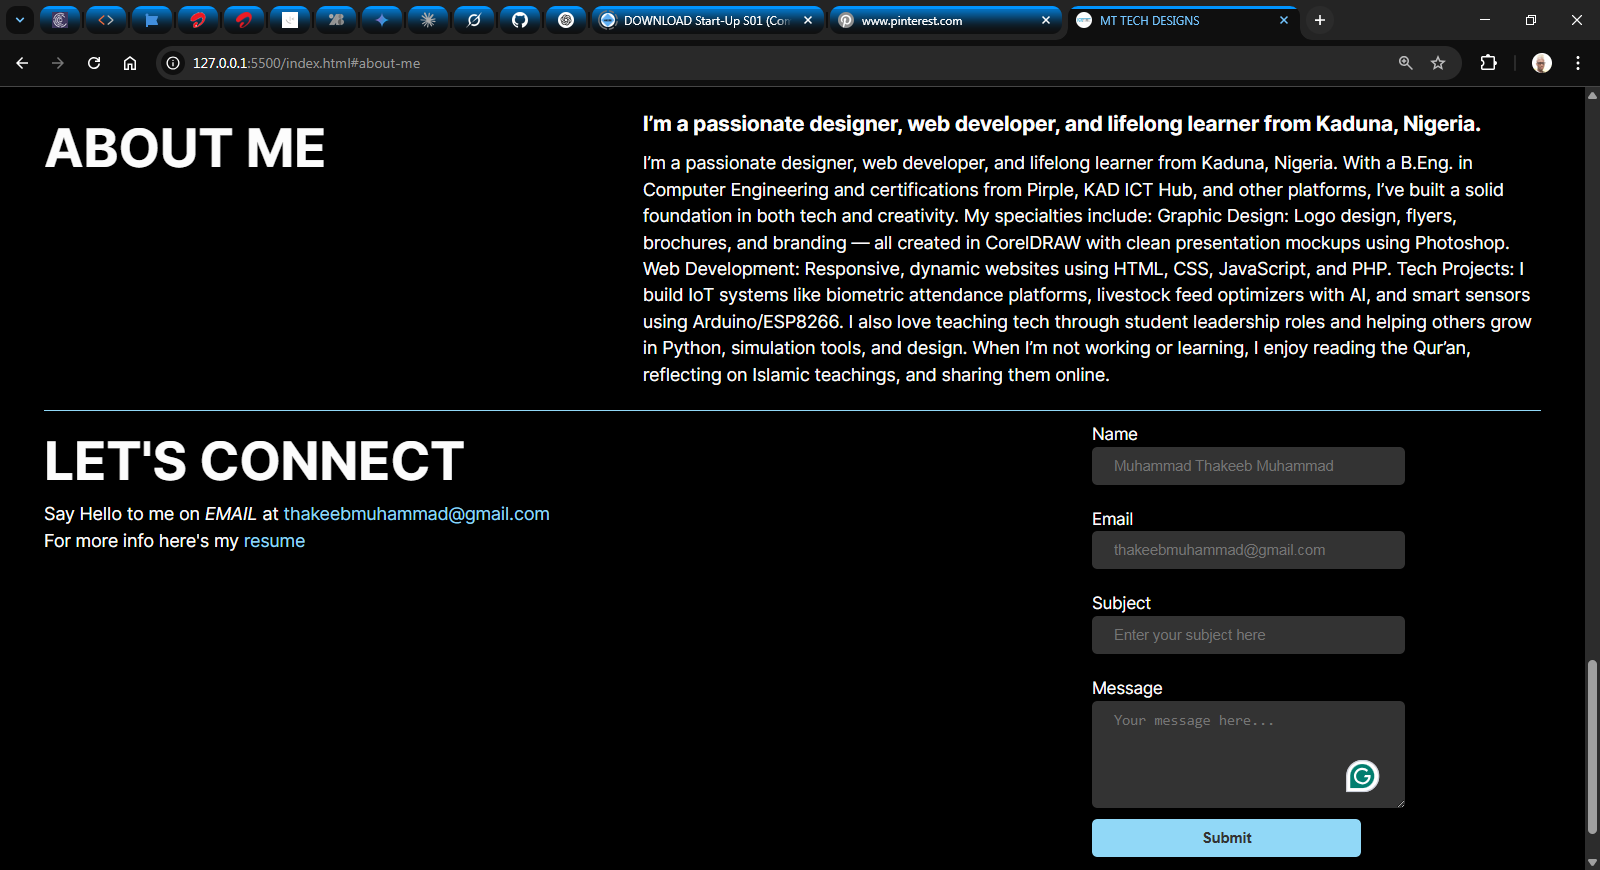 DOWNLOAD Start-Up S01 (Con
www.pinterest.com
MT TECH DESIGNS
127.0.0.1:5500/index.html#about-me
ABOUT ME
I'm a passionate designer, web developer, and lifelong learner from Kaduna, Nigeria.
I'm a passionate designer, web developer, and lifelong learner from Kaduna, Nigeria. With a B.Eng. in
Computer Engineering and certifications from Pirple, KAD ICT Hub, and other platforms, I've built a solid
foundation in both tech and creativity. My specialties include: Graphic Design: Logo design, flyers,
brochures, and branding — all created in CorelDRAW with clean presentation mockups using Photoshop.
Web Development: Responsive, dynamic websites using HTML, CSS, JavaScript, and PHP. Tech Projects: I
build IoT systems like biometric attendance platforms, livestock feed optimizers with AI, and smart sensors
using Arduino/ESP8266. I also love teaching tech through student leadership roles and helping others grow
in Python, simulation tools, and design. When I'm not working or learning, I enjoy reading the Qur'an,
reflecting on Islamic teachings, and sharing them online.
LET'S CONNECT
Say Hello to me on EMAIL at thakeebmuhammad@gmail.com
For more info here's my resume
Name
Muhammad Thakeeb Muhammad
Email
thakeebmuhammad@gmail.com
Subject
Enter your subject here
Message
Your message here...
Submit